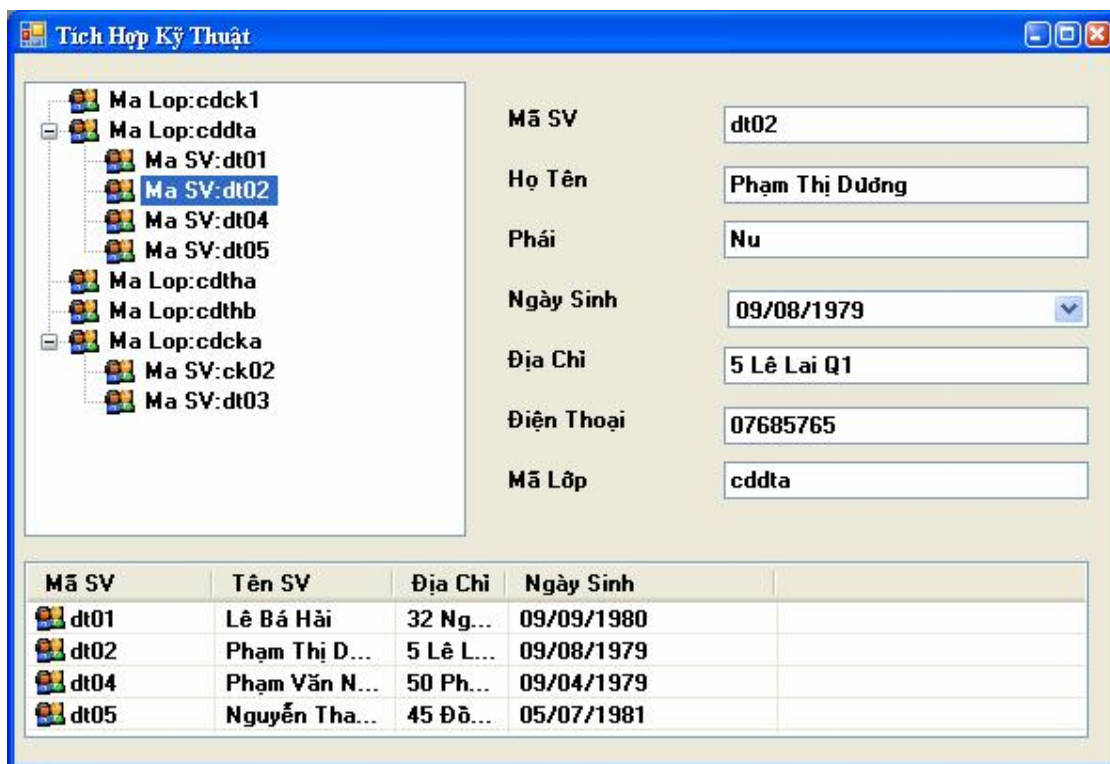 Tích Hợp Kỹ Thuật
Ma Lop:cdck1
Ma Lop:cddta
Ma SV:dt01
Ma SV:dt02
Ma SV:dt04
Ma SV:dt05
Ma Lop:cdtha
Ma Lop:cdthb
Ma Lop:cdcka
Ma SV:ck02
Ma SV:dt03
Mã SV dt02
Họ Tên Phạm Thị Dương
Phái Nu
Ngày Sinh 09/08/1979
Địa Chỉ 5 Lê Lai Q1
Điện Thoại 07685765
Mã Lớp cddta
Mã SV Tên SV Địa Chỉ Ngày Sinh
dt01 Lê Bá Hải 32 Ng... 09/09/1980
dt02 Phạm Thị D... 5 Lê L... 09/08/1979
dt04 Phạm Văn N... 50 Ph... 09/04/1979
dt05 Nguyễn Tha... 45 Đồ... 05/07/1981